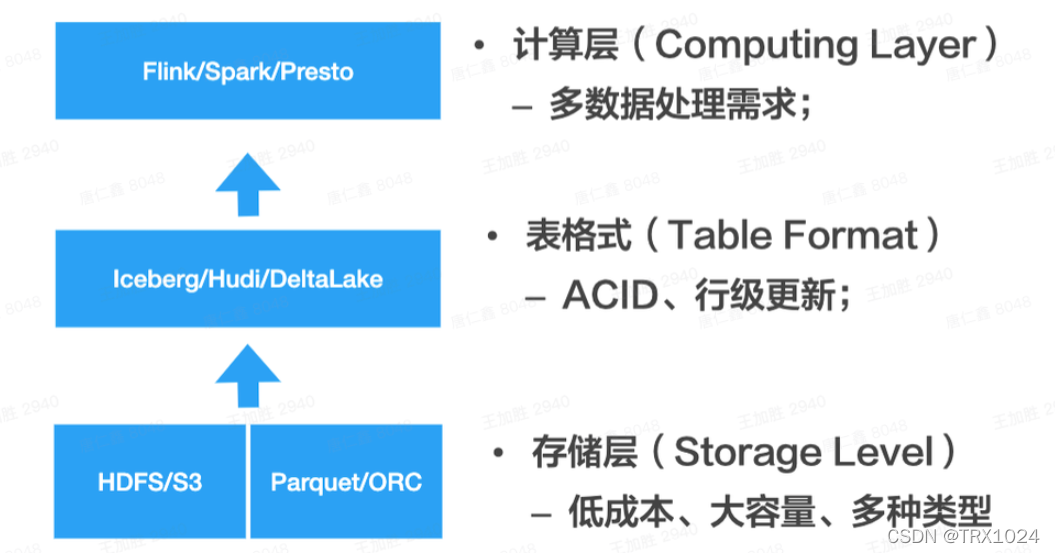 Flink/Spark/Presto
• 计算层（Computing Layer）
– 多数据处理需求；
Iceberg/Hudi/DeltaLake
• 表格式（Table Format）
– ACID、行级更新；
HDFS/S3
Parquet/ORC
• 存储层（Storage Level）
– 低成本、大容量、多种类型
CSDN @TRX1024
王加胜 2940
唐仁鑫 8048